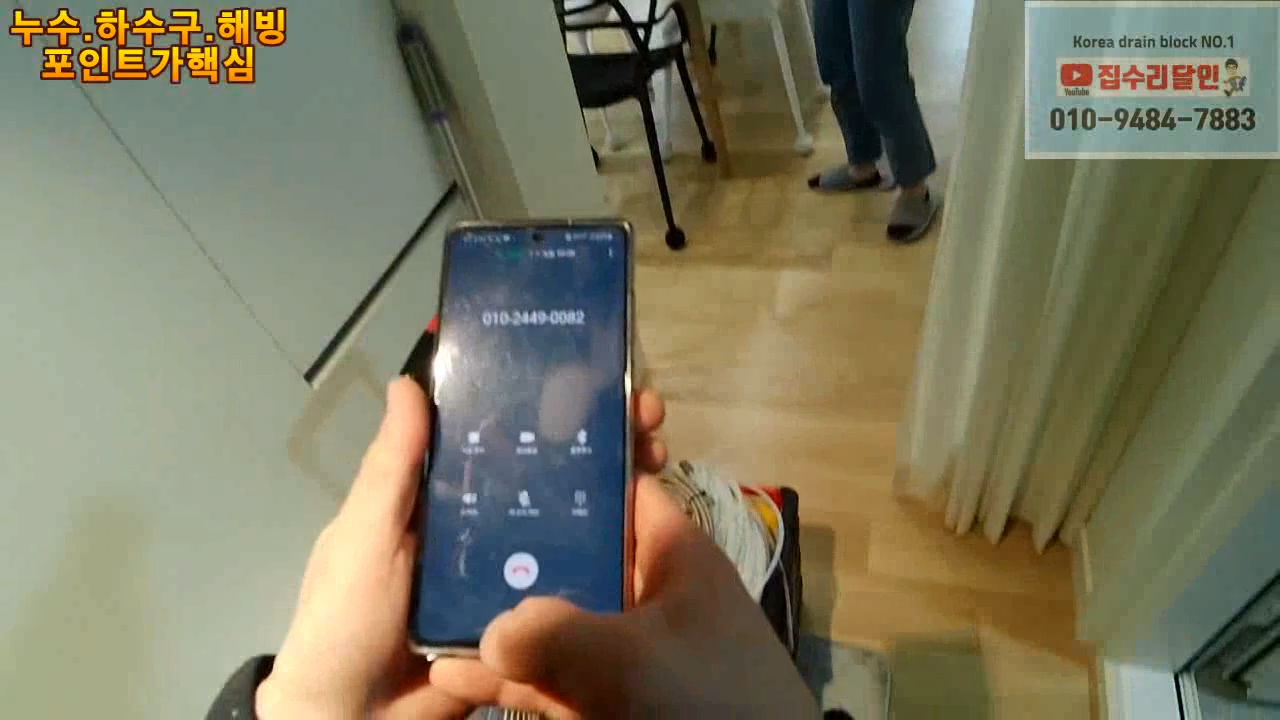 누수.하수구.해빙
포인트가핵심
Korea drain block NO.1
YouTube 집수리달인
010-9484-7883
010-2449-0082